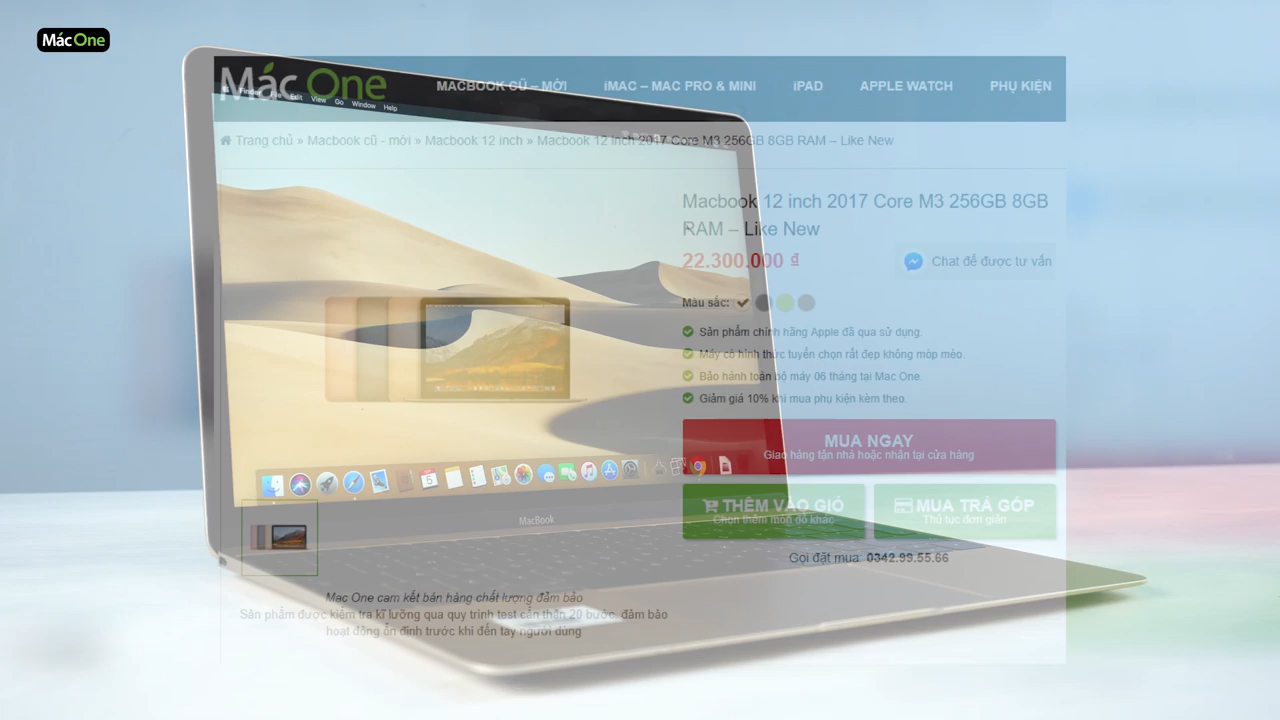 Mác One
Mác One
MACBOOK CŨ – MỚI
iMAC – MAC PRO & MINI
iPAD
APPLE WATCH
PHỤ KIỆN
Finder File Edit View Go Window Help
Trang chủ » Macbook cũ - mới » Macbook 12 inch » Macbook 12 inch 2017 Core M3 256GB 8GB RAM – Like New
Macbook 12 inch 2017 Core M3 256GB 8GB
RAM – Like New
22.300.000 ₫
Chat để được tư vấn
Màu sắc:
Sản phẩm chính hãng Apple đã qua sử dụng.
Máy có hình thức tuyển chọn rất đẹp không móp méo.
Bảo hành toàn bộ máy 06 tháng tại Mac One.
Giảm giá 10% khi mua phụ kiện kèm theo.
MUA NGAY
Giao hàng tận nhà hoặc nhận tại cửa hàng
THÊM VÀO GIỎ
Chọn thêm món đồ khác
MUA TRẢ GÓP
Thủ tục đơn giản
MacBook
Gọi đặt mua: 0342.99.55.66
Mac One cam kết bán hàng chất lượng đảm bảo
Sản phẩm được kiểm tra kĩ lưỡng qua quy trình test cẩn thận 20 bước, đảm bảo
hoạt động ổn định trước khi đến tay người dùng